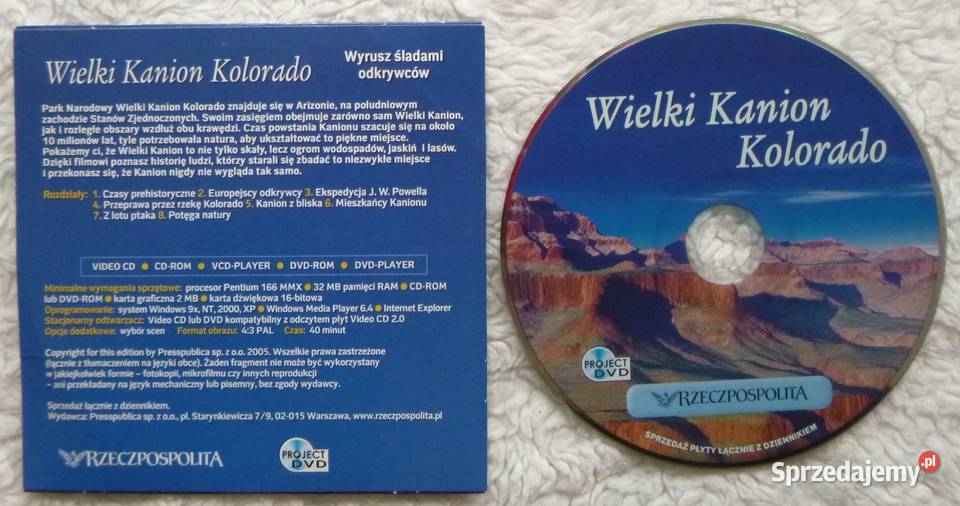 Wielki Kanion Kolorado
Wyrusz śladami
odkrywców
Park Narodowy Wielki Kanion Kolorado znajduje się w Arizonie, na południowym
zachodzie Stanów Zjednoczonych. Swoim zasięgiem obejmuje zarówno sam Wielki Kanion,
jak i rozległe obszary wzdłuż obu krawędzi. Czas powstania Kanionu szacuje się na około
10 milionów lat, tyle potrzebowała natura, aby ukształtować to piękne miejsce.
Pokażemy ci, że Wielki Kanion to nie tylko skały, lecz ogrom wodospadów, jaskiń i lasów.
Dzięki filmowi poznasz historię ludzi, którzy starali się zbadać to niezwykłe miejsce
i przekonasz się, że Kanion nigdy nie wygląda tak samo.
Rozdziały: 1. Czasy prehistoryczne 2. Europejscy odkrywcy 3. Ekspedycja J. W. Powella
4. Przeprawa przez rzekę Kolorado 5. Kanion z bliska 6. Mieszkańcy Kanionu
7. Z lotu ptaka 8. Potęga natury
VIDEO CD ● CD-ROM ● VCD-PLAYER ● DVD-ROM ● DVD-PLAYER
Minimalne wymagania sprzętowe: procesor Pentium 166 MMX ● 32 MB pamięci RAM ● CD-ROM
lub DVD-ROM ● karta graficzna 2 MB ● karta dźwiękowa 16-bitowa
Oprogramowanie: system Windows 9x, NT, 2000, XP ● Windows Media Player 6.4 ● Internet Explorer
Stacjonarny odtwarzacz: Video CD lub DVD kompatybilny z odczytem płyt Video CD 2.0
Opcje dodatkowe: wybór scen Format obrazu: 4:3 PAL Czas: 40 minut
Copyright for this edition by Presspublica sp. z o.o. 2005. Wszelkie prawa zastrzeżone
(łącznie z tłumaczeniem na języki obce). Żaden fragment nie może być wykorzystany
w jakiejkolwiek formie – fotokopii, mikrofilmu czy innych reprodukcji
– ani przekładany na język mechaniczny lub pisemny, bez zgody wydawcy.
Sprzedaż łącznie z dziennikiem.
Wydawca: Presspublica sp. z o.o., pl. Starynkiewicza 7/9, 02-015 Warszawa, www.rzeczpospolita.pl
RZECZPOSPOLITA
PROJECT
DVD
Wielki Kanion
Kolorado
PROJECT
DVD
RZECZPOSPOLITA
SPRZEDAŻ PŁYTY ŁĄCZNIE Z DZIENNIKIEM
Sprzedajemy.pl